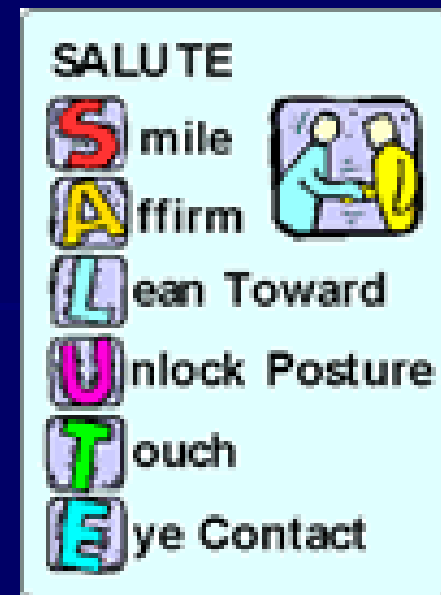 SALUTE
Smile
Affirm
Lean Toward
Unlock Posture
Touch
Eye Contact